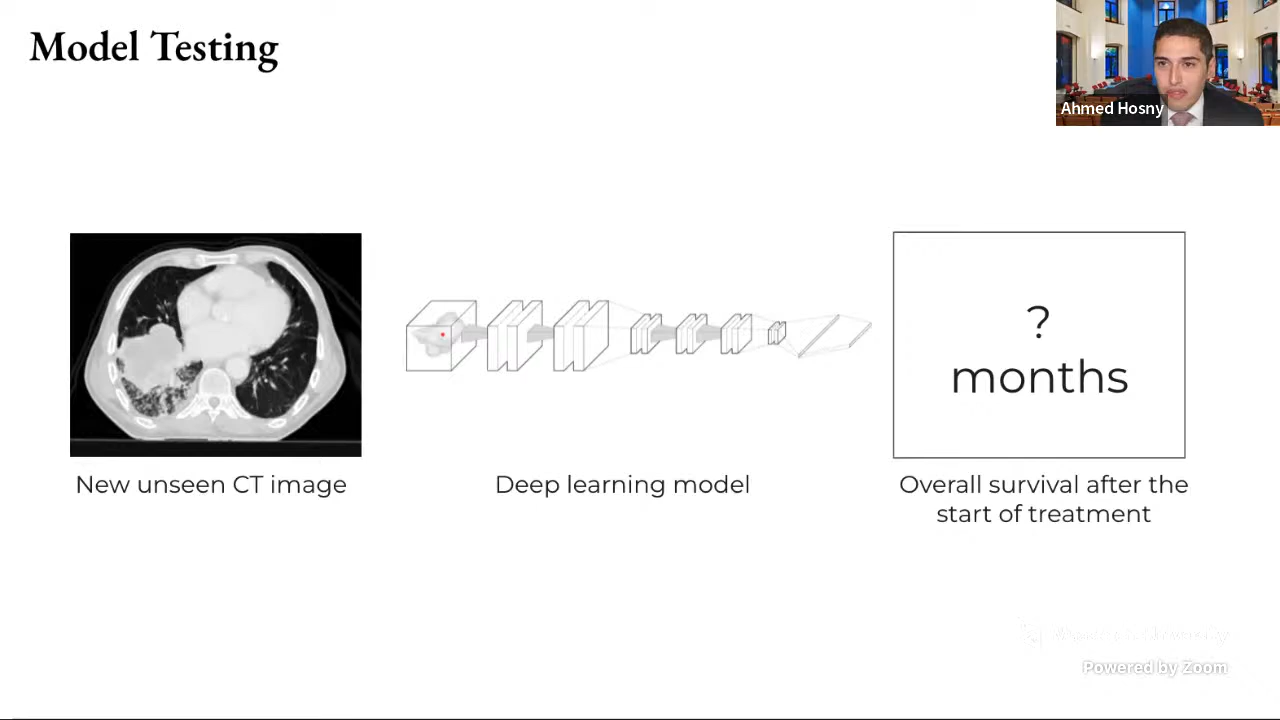 Model Testing
Ahmed Hosny
?
months
New unseen CT image
Deep learning model
Overall survival after the
start of treatment
Powered by Zoom